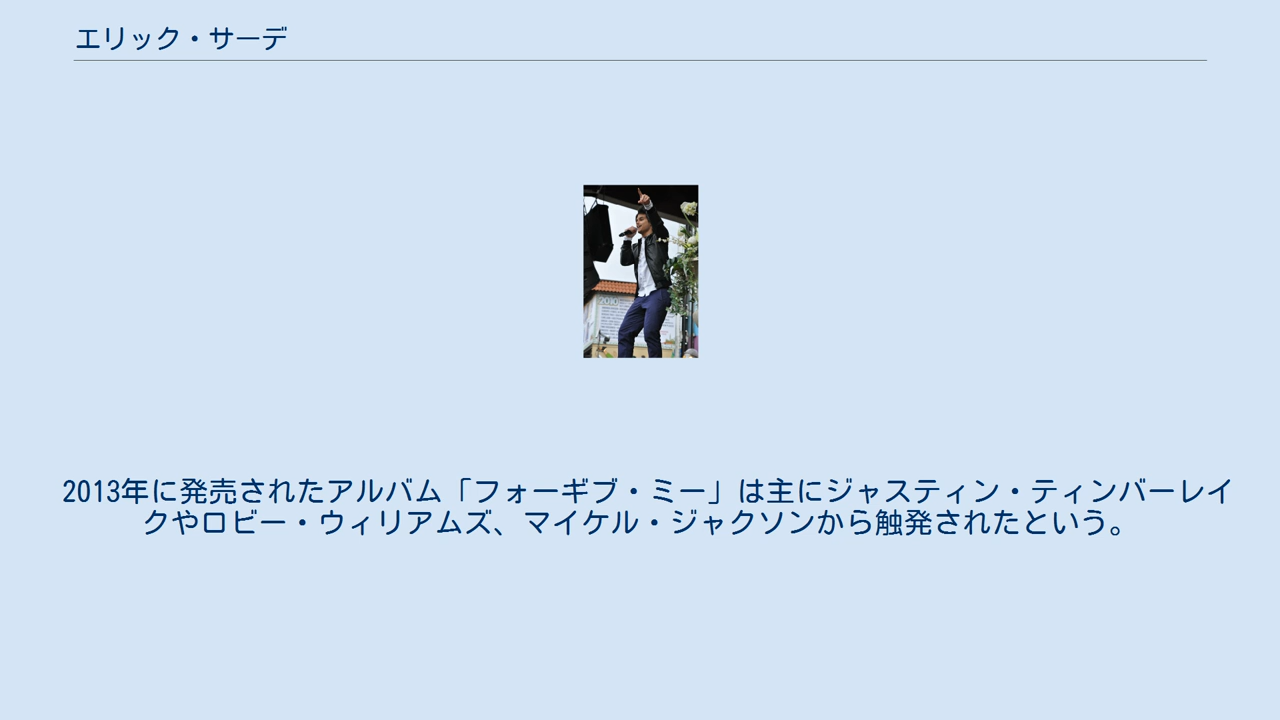 エリック・サーデ
2013年に発売されたアルバム「フォーギブ・ミー」は主にジャスティン・ティンバーレイ
クやロビー・ウィリアムズ、マイケル・ジャクソンから触発されたという。